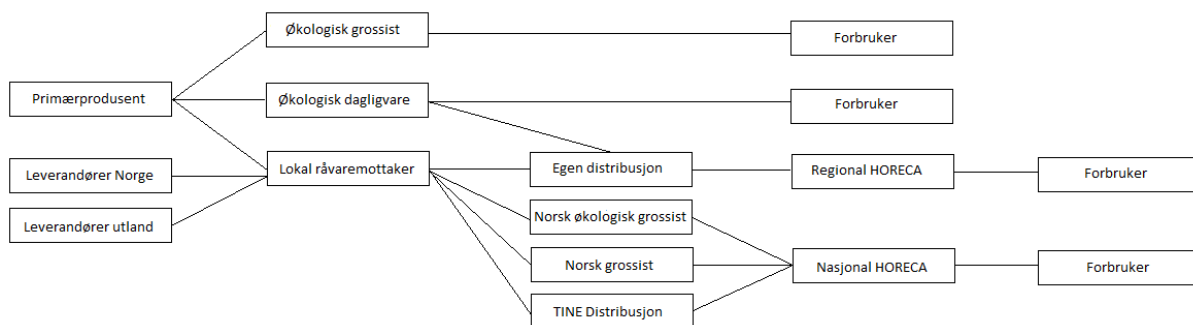 Økologisk grossist
Forbruker
Primærprodusent
Økologisk dagligvare
Forbruker
Leverandører Norge
Lokal råvaremottaker
Egen distribusjon
Regional HORECA
Forbruker
Leverandører utland
Norsk økologisk grossist
Norsk grossist
Nasjonal HORECA
Forbruker
TINE Distribusjon